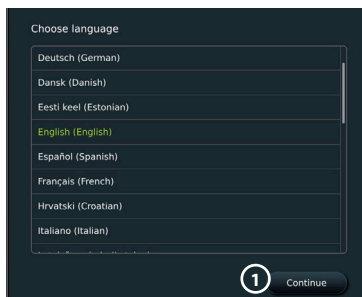 Choose language
Deutsch (German)
Dansk (Danish)
Eesti keel (Estonian)
English (English)
Español (Spanish)
Français (French)
Hrvatski (Croatian)
Italiano (Italian)
1 Continue